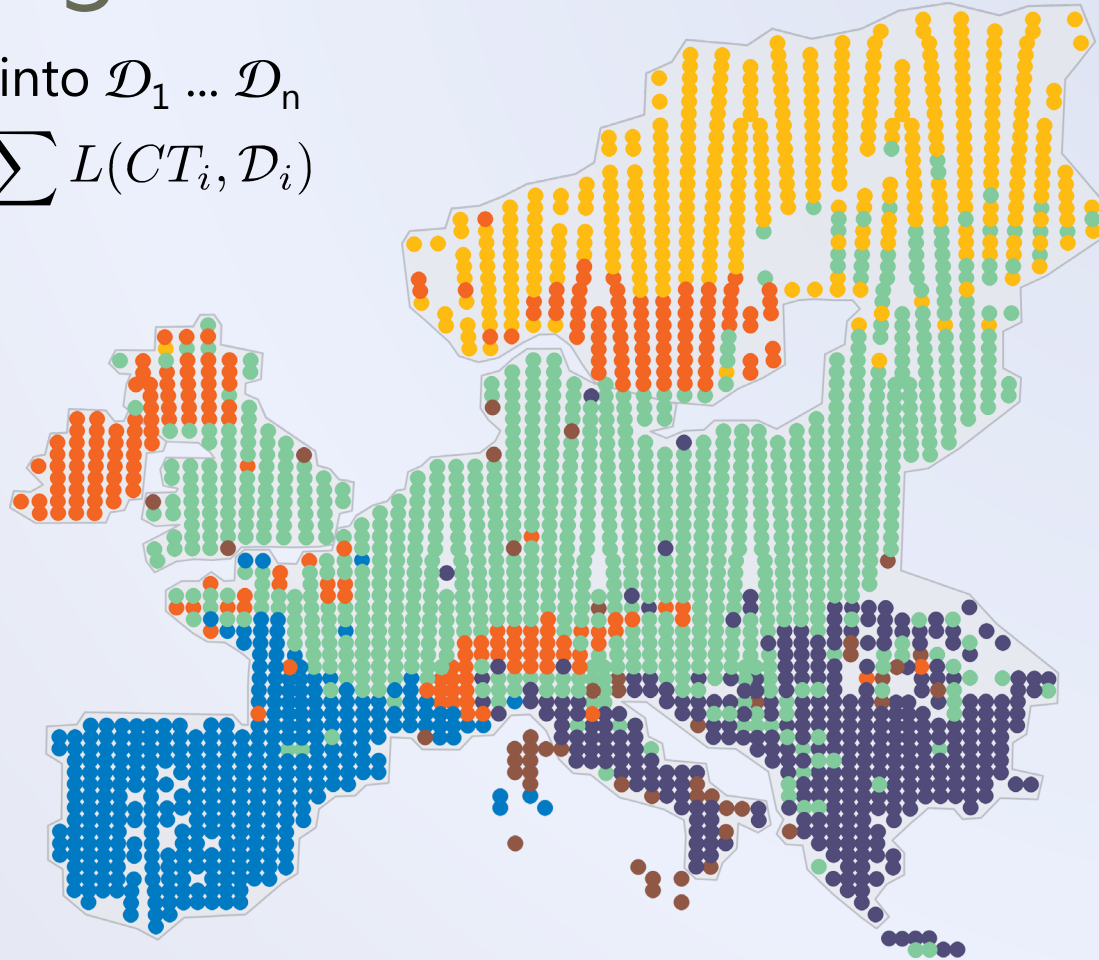 into 𝒟₁ ... 𝒟ₙ
∑ L(CTᵢ, 𝒟ᵢ)